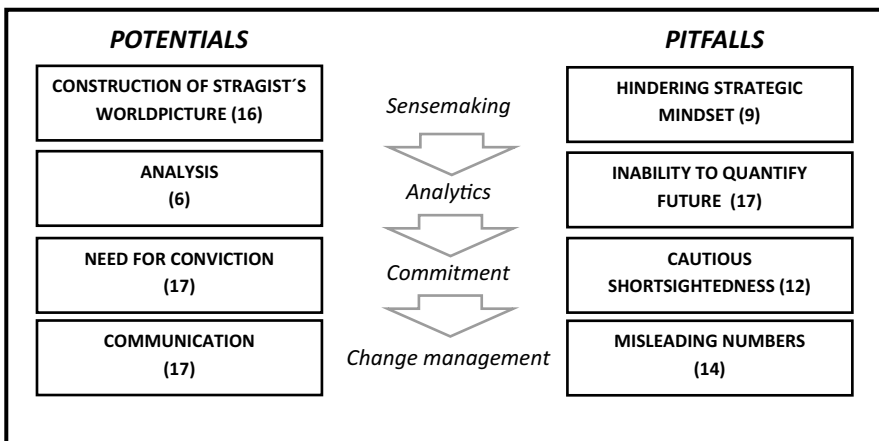 POTENTIALS
CONSTRUCTION OF STRAGIST´S
WORLDPICTURE (16)
ANALYSIS
(6)
NEED FOR CONVICTION
(17)
COMMUNICATION
(17)
Sensemaking
Analytics
Commitment
Change management
PITFALLS
HINDERING STRATEGIC
MINDSET (9)
INABILITY TO QUANTIFY
FUTURE (17)
CAUTIOUS
SHORTSIGHTEDNESS (12)
MISLEADING NUMBERS
(14)